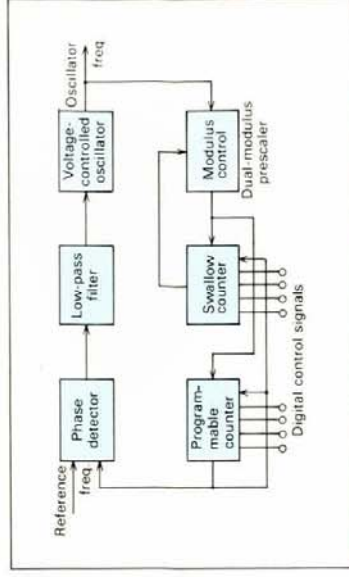 Reference
freq.
Phase
detector
Low-pass
filter
Voltage-
controlled
oscillator
Oscillator
freq
Program-
mable
counter
Swallow
counter
Modulus
control
Dual-modulus
prescaler
Digital control signals